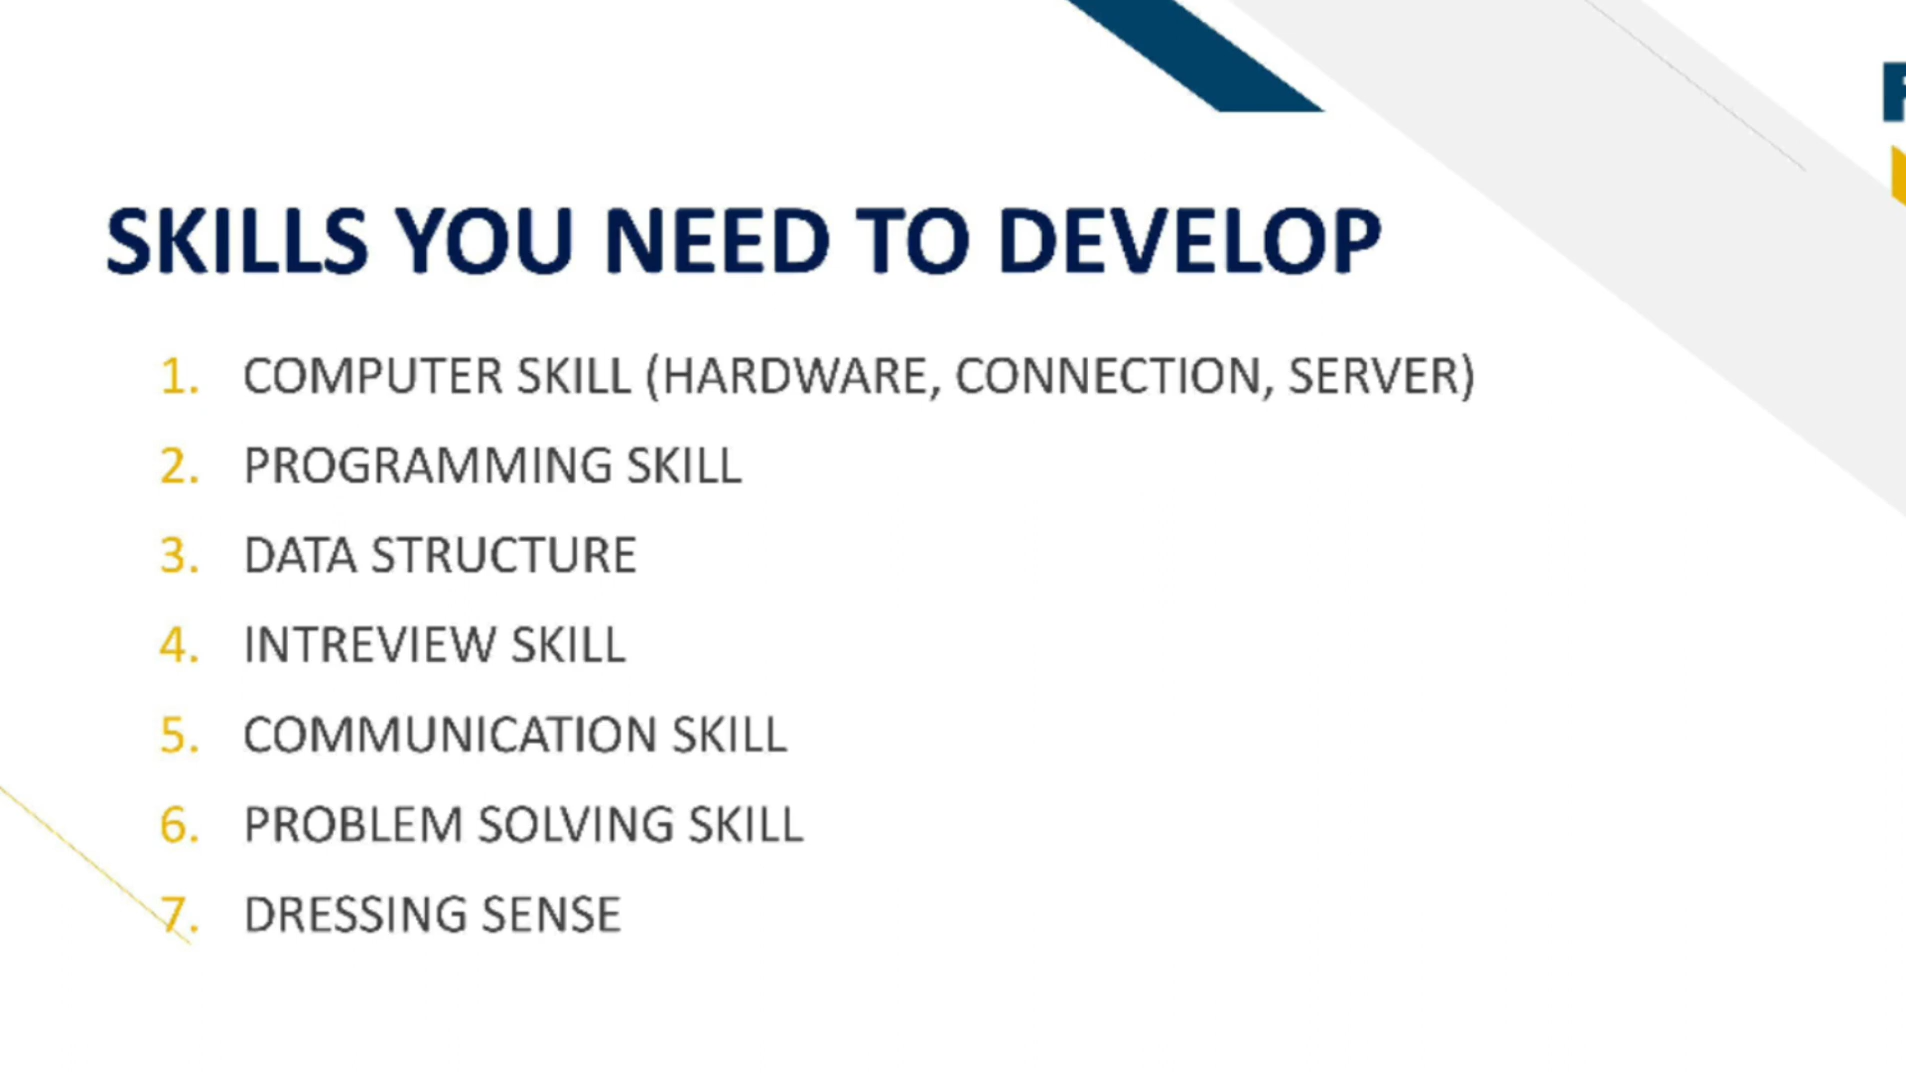 SKILLS YOU NEED TO DEVELOP
1. COMPUTER SKILL (HARDWARE, CONNECTION, SERVER)
2. PROGRAMMING SKILL
3. DATA STRUCTURE
4. INTREVIEW SKILL
5. COMMUNICATION SKILL
6. PROBLEM SOLVING SKILL
7. DRESSING SENSE